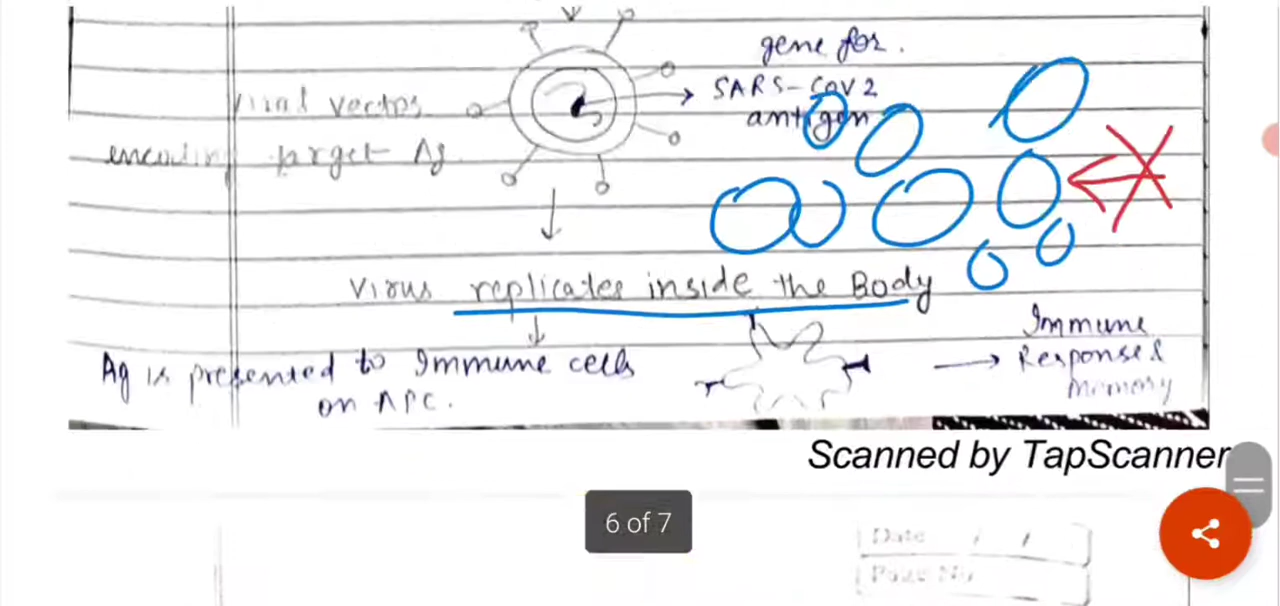 gene for.
SARS-CoV 2
antigen
viral vector
encoding target Ag
Virus replicates inside the Body
Ag is presented to Immune cells
on APC.
Immune
Response &
memory
Scanned by TapScanner
6 of 7
Date / /
Page No